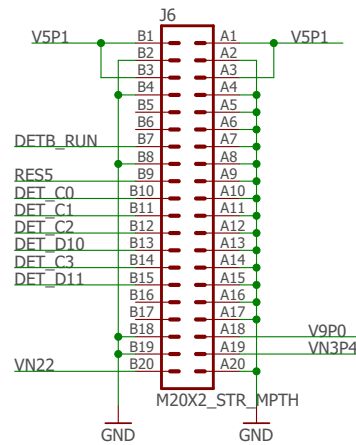 J6
V5P1 B1 A1 V5P1
B2 A2
B3 A3
B4 A4
B5 A5
B6 A6
DETB_RUN B7 A7
B8 A8
RES5 B9 A9
DET_C0 B10 A10
DET_C1 B11 A11
DET_C2 B12 A12
DET_D10 B13 A13
DET_C3 B14 A14
DET_D11 B15 A15
B16 A16
B17 A17
B18 A18 V9P0
B19 A19 VN3P4
VN22 B20 A20
M20X2_STR_MPTH
GND GND